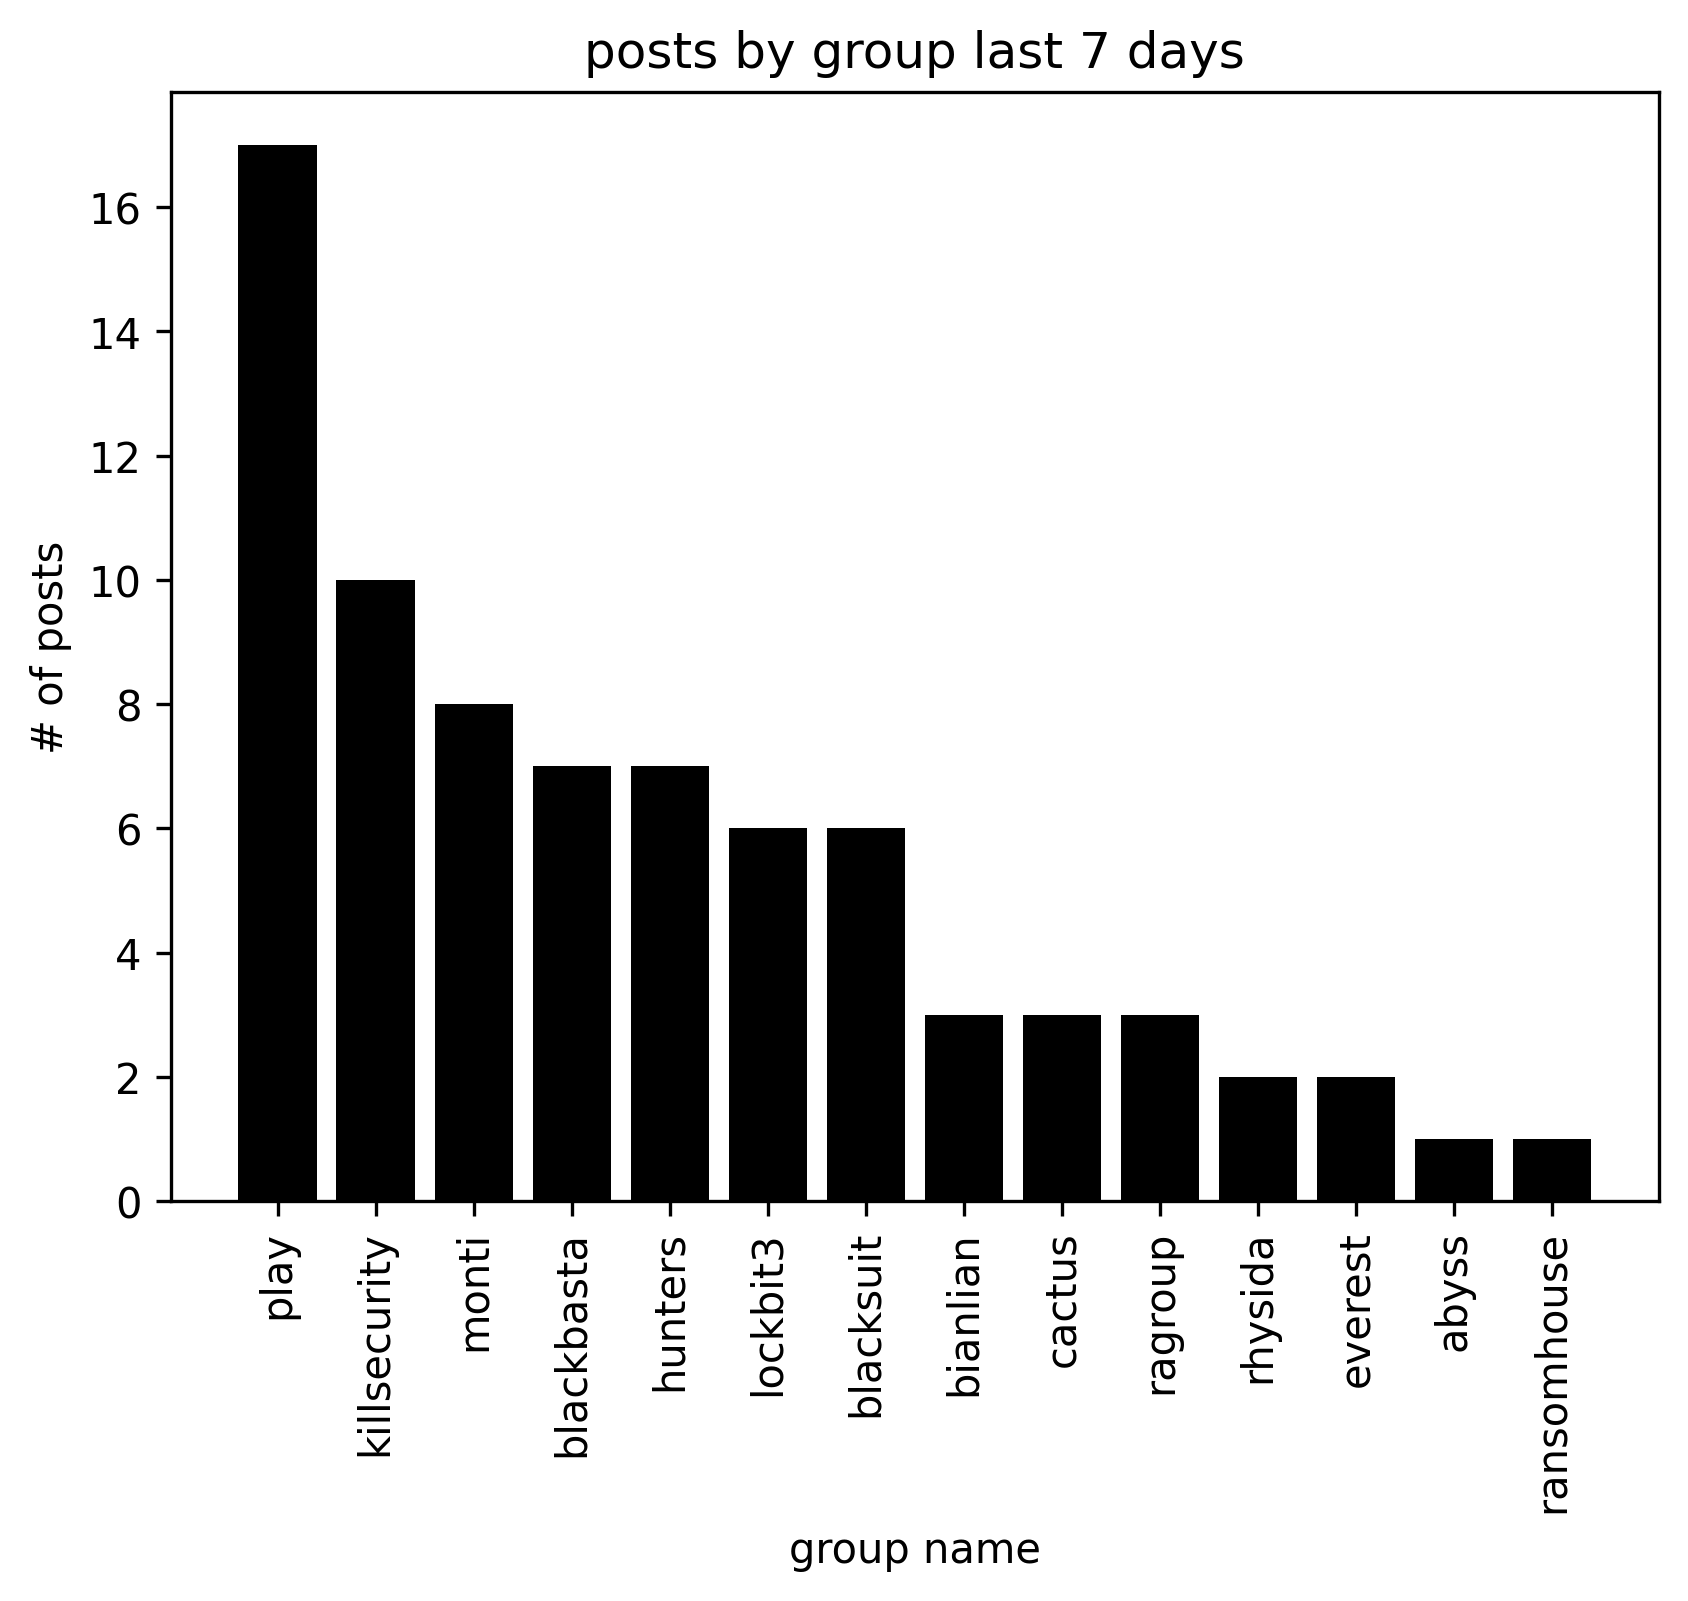 posts by group last 7 days
# of posts
16
14
12
10
8
6
4
2
0
play
killsecurity
monti
blackbasta
hunters
lockbit3
blacksuit
bianlian
cactus
ragroup
rhysida
everest
abyss
ransomhouse
group name